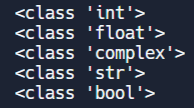 <class 'int'>
<class 'float'>
<class 'complex'>
<class 'str'>
<class 'bool'>